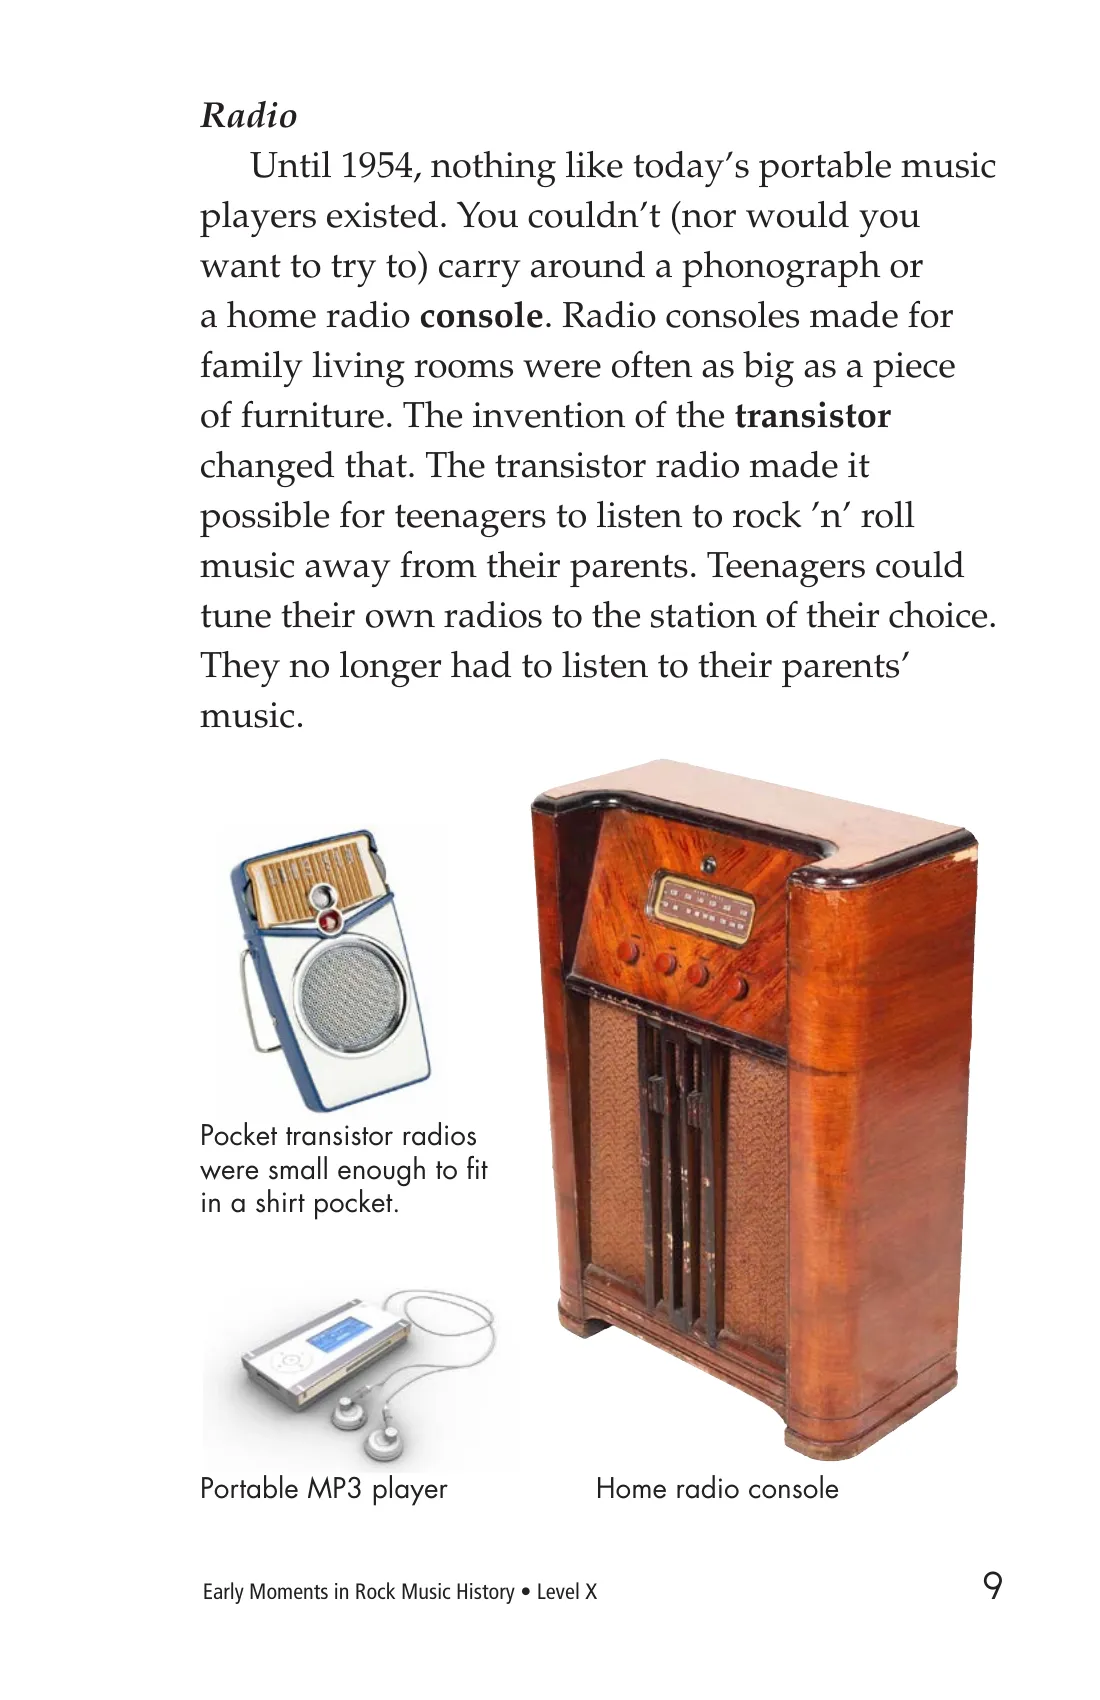 Radio
Until 1954, nothing like today’s portable music
players existed. You couldn’t (nor would you
want to try to) carry around a phonograph or
a home radio console. Radio consoles made for
family living rooms were often as big as a piece
of furniture. The invention of the transistor
changed that. The transistor radio made it
possible for teenagers to listen to rock ’n’ roll
music away from their parents. Teenagers could
tune their own radios to the station of their choice.
They no longer had to listen to their parents’
music.
Pocket transistor radios
were small enough to fit
in a shirt pocket.
Portable MP3 player
Home radio console
Early Moments in Rock Music History • Level X
9